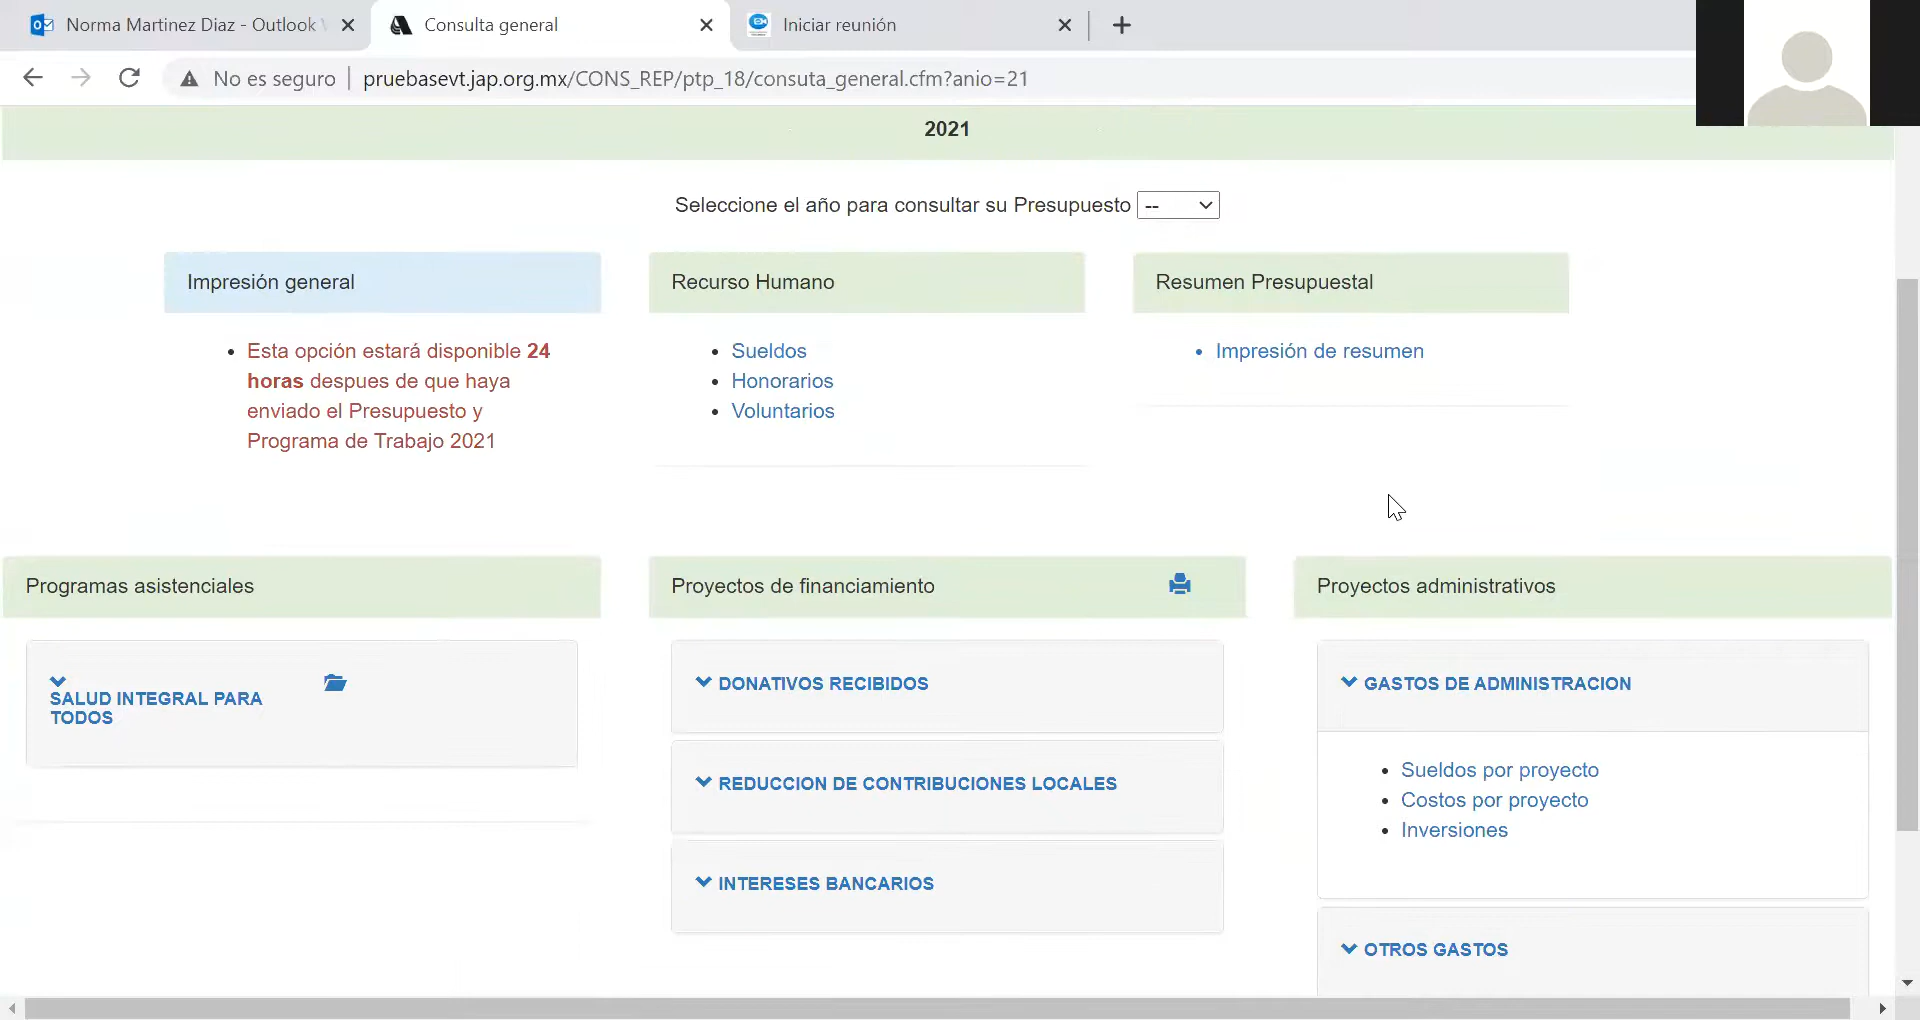 Norma Martinez Diaz - Outlook
Consulta general
Iniciar reunión
No es seguro
pruebasevt.jap.org.mx/CONS_REP/ptp_18/consuta_general.cfm?anio=21
2021
Seleccione el año para consultar su Presupuesto --
Impresión general
Esta opción estará disponible 24
horas despues de que haya
enviado el Presupuesto y
Programa de Trabajo 2021
Recurso Humano
Sueldos
Honorarios
Voluntarios
Resumen Presupuestal
Impresión de resumen
Programas asistenciales
SALUD INTEGRAL PARA
TODOS
Proyectos de financiamiento
DONATIVOS RECIBIDOS
REDUCCION DE CONTRIBUCIONES LOCALES
INTERESES BANCARIOS
Proyectos administrativos
GASTOS DE ADMINISTRACION
Sueldos por proyecto
Costos por proyecto
Inversiones
OTROS GASTOS